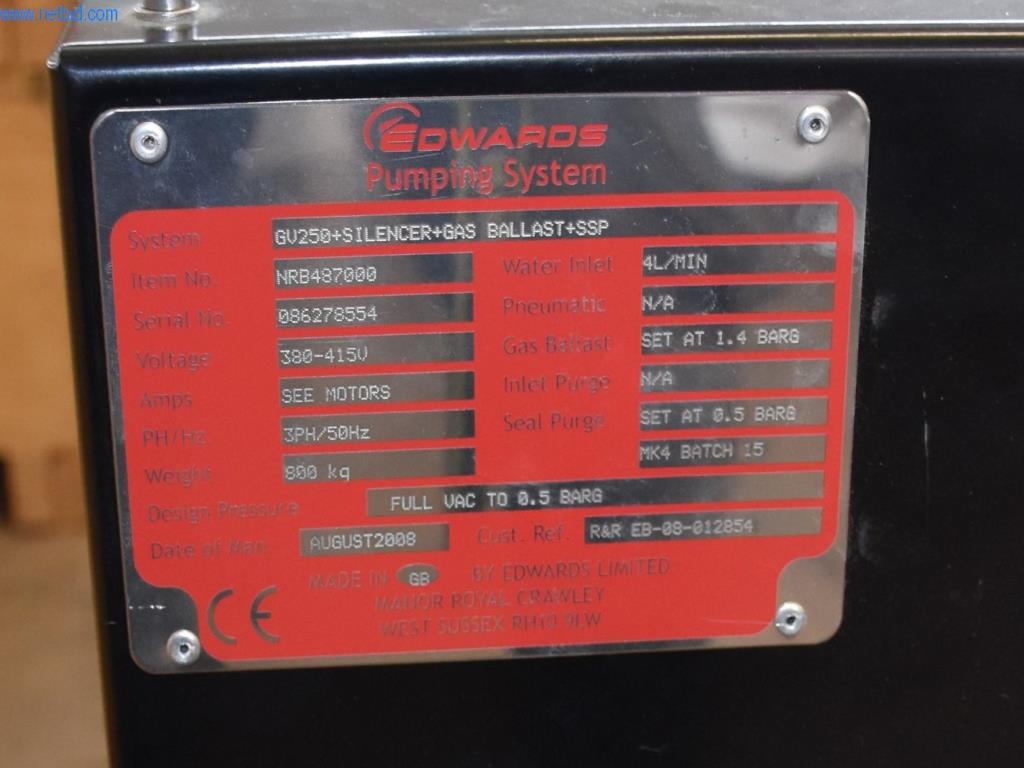 www.netbid.com
EDWARDS
Pumping System
System GV250+SILENCER+GAS BALLAST+SSP
Item No. NRB487000
Serial No. 086278554
Voltage 380-415V
Amps SEE MOTORS
PH/Hz 3PH/50Hz
Weight 800 kg
Water Inlet 4L/MIN
Pneumatic N/A
Gas Ballast SET AT 1.4 BARG
Inlet Purge N/A
Seal Purge SET AT 0.5 BARG
MK4 BATCH 15
Design Pressure FULL VAC TO 0.5 BARG
Date of Man. AUGUST2008 Cust. Ref. R&R EB-08-012854
MADE IN GB BY EDWARDS LIMITED
MANOR ROYAL CRAWLEY
WEST SUSSEX RH10 9LW
CE